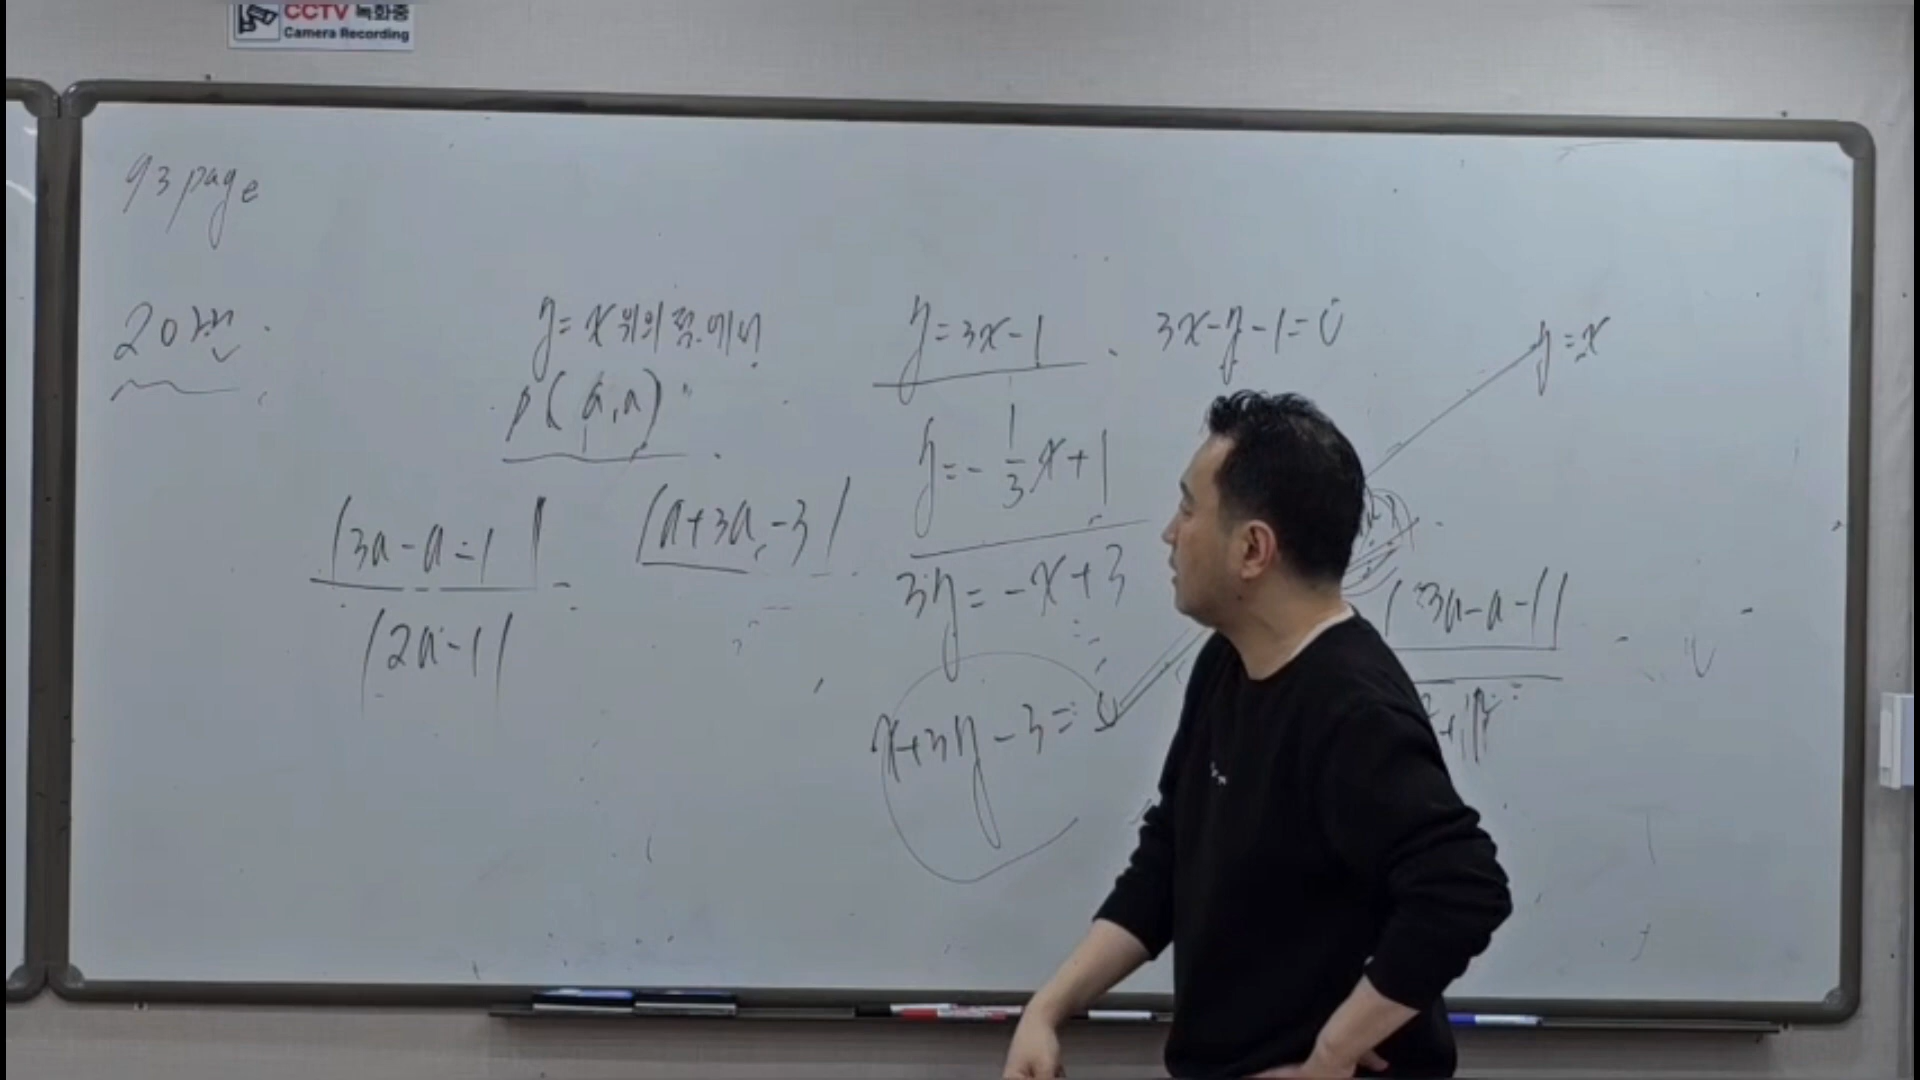 CCTV 녹화중
Camera Recording
93 page
20번.
y = x 위의 점에서
P(a, a)
|3a - a - 1| =
|2a - 1|
|a + 3a - 3|
y = 3x - 1
3x - y - 1 = 0
y = - 1/3 x + 1
3y = -x + 3
x + 3y - 3 = 0
y = x
|3a - a - 1|